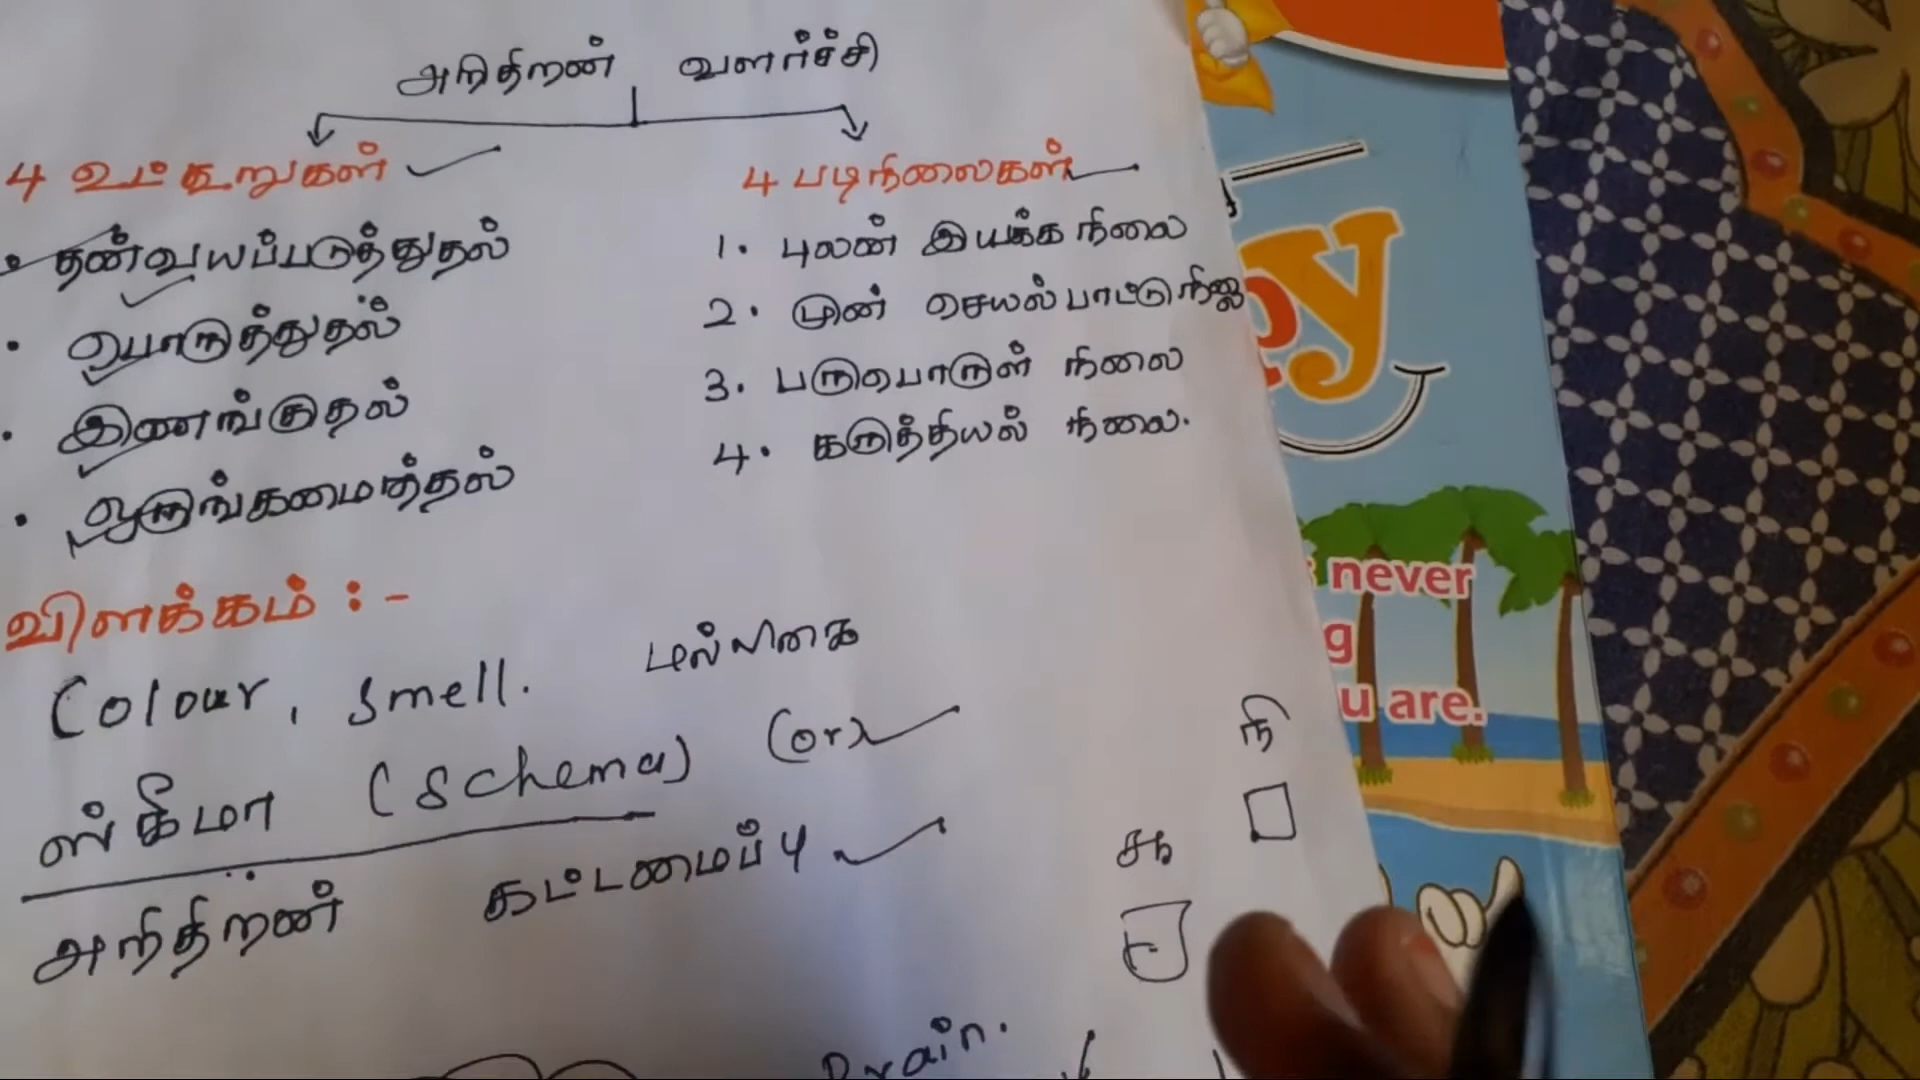 அறிதிறன் வளர்ச்சி
4 உட்கூறுகள்
• தன்வயப்படுத்துதல்
• பொருத்துதல்
• இணங்குதல்
• ஒருங்கமைத்தல்
4 படிநிலைகள்
1. புலன் இயக்க நிலை
2. முன் செயல்பாட்டு நிலை
3. பருபொருள் நிலை
4. கருத்தியல் நிலை.
விளக்கம் :-
Colour, Smell. மல்லிகை
ஸ்கீமா (Schema) (or)
அறிதிறன் கட்டமைப்பு
நி
Brain.
never
g
u are.